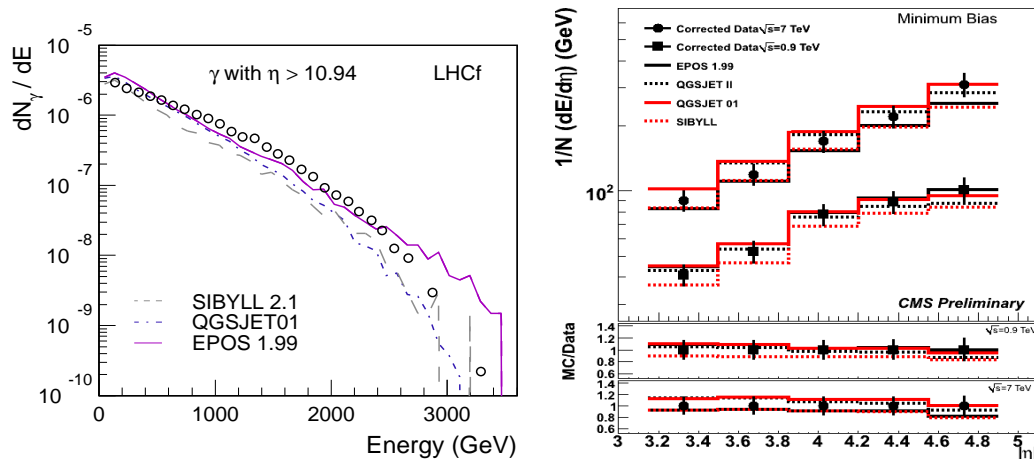 dNγ / dE
10 -5
10 -6
10 -7
10 -8
10 -9
10 -10
γ with η > 10.94
LHCf
SIBYLL 2.1
QGSJET01
EPOS 1.99
0
1000
2000
3000
Energy (GeV)
1/N (dE/dη) (GeV)
10²
Corrected Data√s=7 TeV
Corrected Data√s=0.9 TeV
EPOS 1.99
QGSJET II
QGSJET 01
SIBYLL
Minimum Bias
CMS Preliminary
MC/Data
1.4
1.2
1
0.8
0.6
√s=0.9 TeV
1.4
1.2
1
0.8
0.6
√s=7 TeV
3 3.2 3.4 3.6 3.8 4 4.2 4.4 4.6 4.8 5